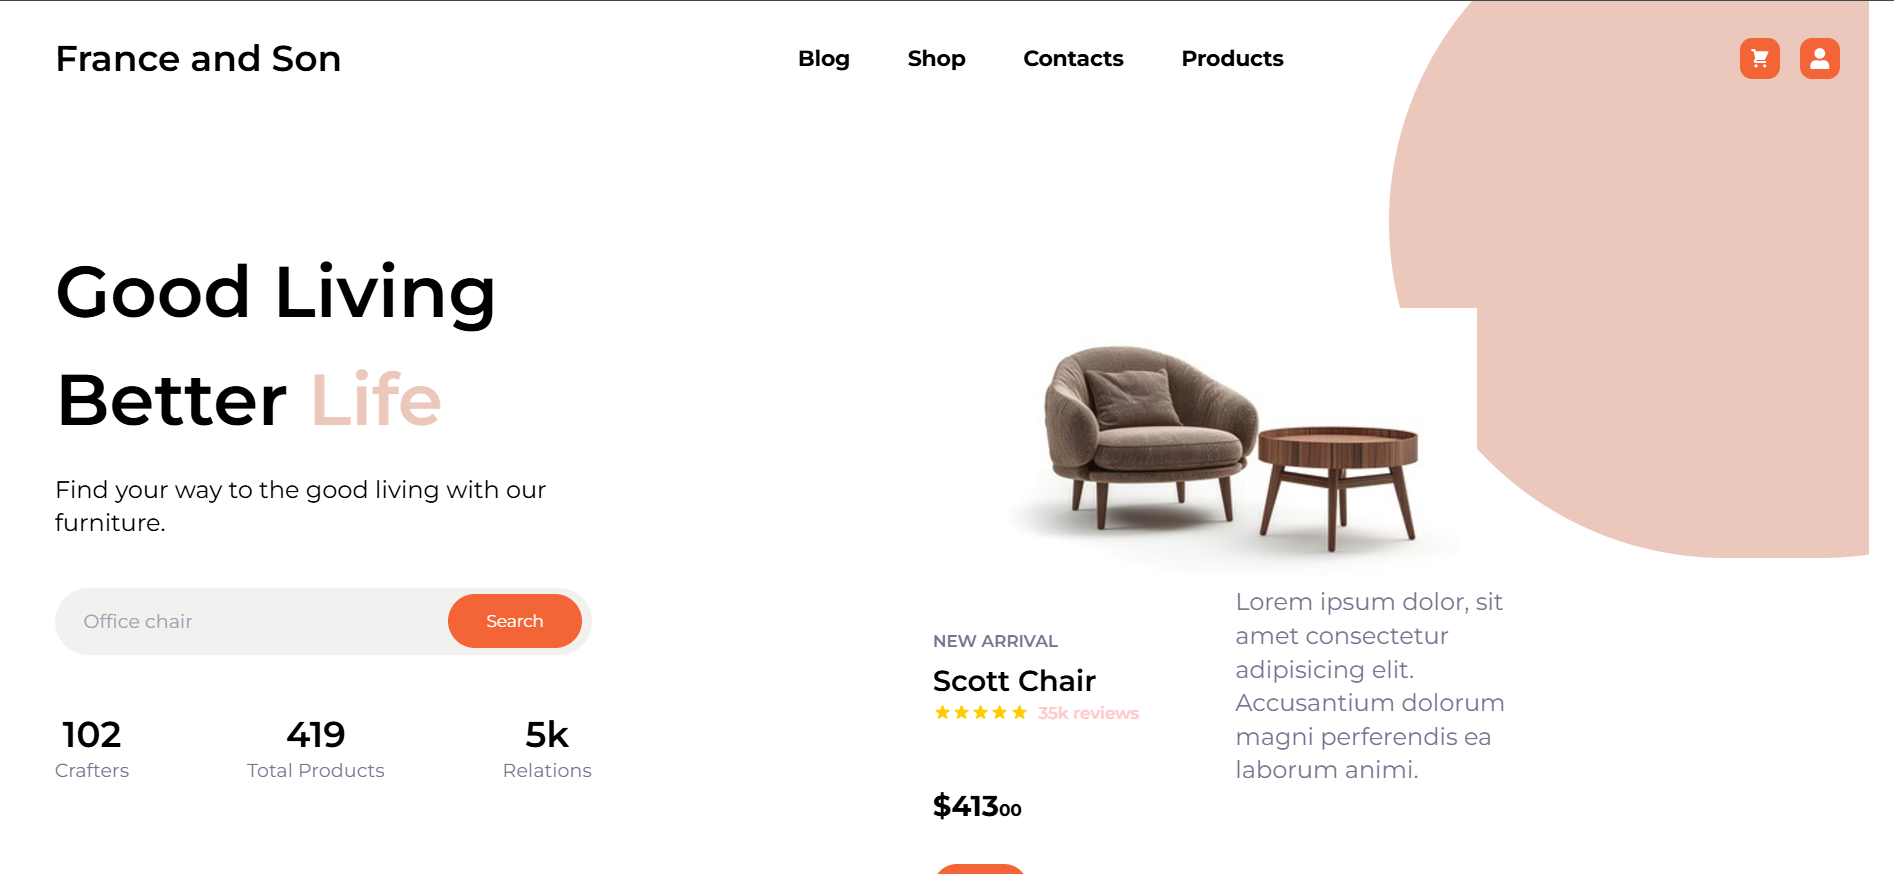 France and Son
Blog Shop Contacts Products
Good Living
Better Life
Find your way to the good living with our
furniture.
Office chair Search
102 419 5k
Crafters Total Products Relations
NEW ARRIVAL
Scott Chair
35k reviews
$41300
Lorem ipsum dolor, sit
amet consectetur
adipisicing elit.
Accusantium dolorum
magni perferendis ea
laborum animi.